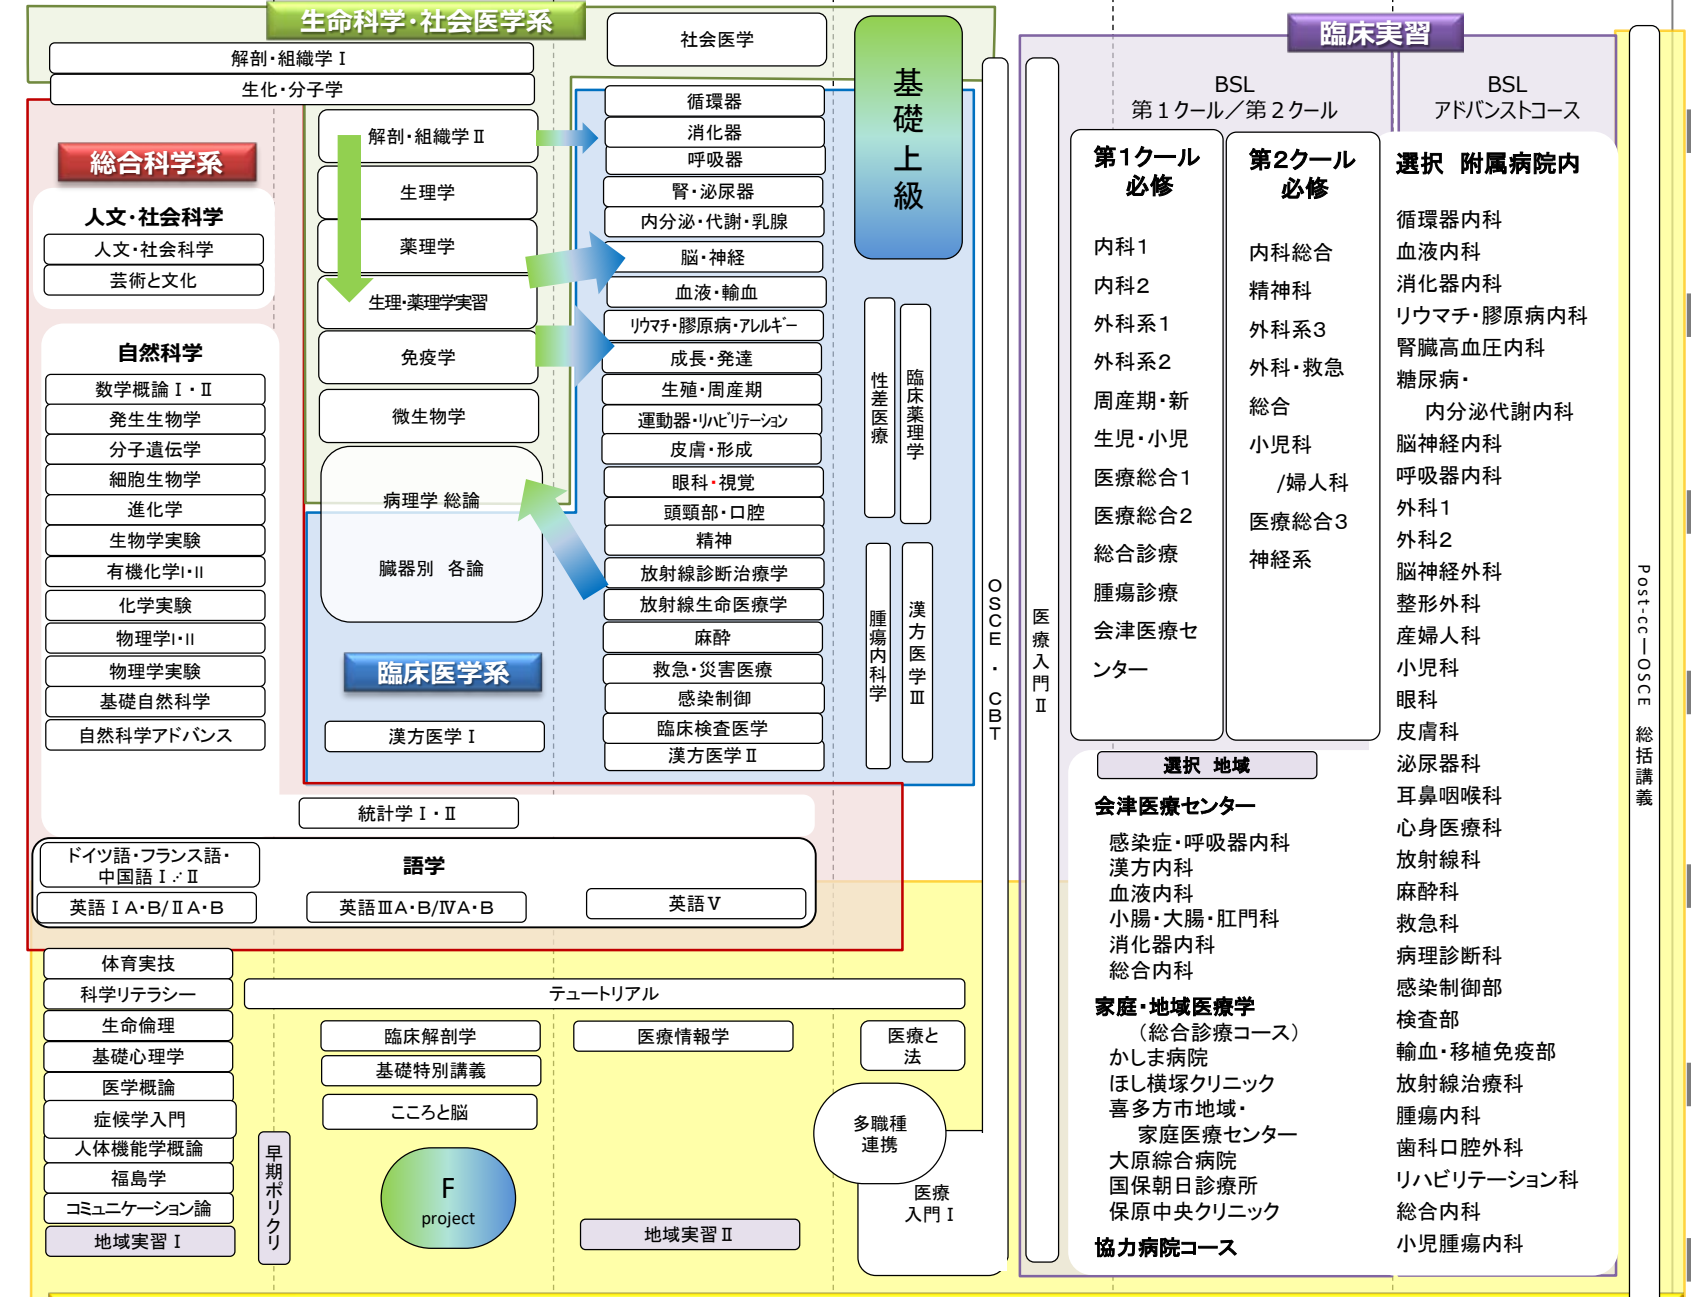 生命科学・社会医学系
解剖・組織学Ⅰ
生化・分子学
社会医学
基礎上級
総合科学系
人文・社会科学
人文・社会科学
芸術と文化
自然科学
数学概論Ⅰ・Ⅱ
発生生物学
分子遺伝学
細胞生物学
進化学
生物学実験
有機化学I・II
化学実験
物理学I・II
物理学実験
基礎自然科学
自然科学アドバンス
統計学Ⅰ・Ⅱ
語学
ドイツ語・フランス語・
中国語Ⅰ・Ⅱ
英語ⅠA・B/ⅡA・B
英語ⅢA・B/ⅣA・B
英語Ⅴ
解剖・組織学Ⅱ
生理学
薬理学
生理・薬理学実習
免疫学
微生物学
病理学 総論
臓器別 各論
臨床医学系
漢方医学Ⅰ
循環器
消化器
呼吸器
腎・泌尿器
内分泌・代謝・乳腺
脳・神経
血液・輸血
リウマチ・膠原病・アレルギー
成長・発達
生殖・周産期
運動器・リハビリテーション
皮膚・形成
眼科・視覚
頭頸部・口腔
精神
放射線診断治療学
放射線生命医療学
麻酔
救急・災害医療
感染制御
臨床検査医学
漢方医学Ⅱ
性差医療
臨床薬理学
腫瘍内科学
漢方医学Ⅲ
体育実技
科学リテラシー
生命倫理
基礎心理学
医学概論
症候学入門
人体機能学概論
福島学
コミュニケーション論
地域実習Ⅰ
早期ポリクリ
テュートリアル
臨床解剖学
基礎特別講義
こころと脳
F
project
医療情報学
地域実習Ⅱ
医療と
法
多職種
連携
医療
入門Ⅰ
OSCE・CBT
医療入門Ⅱ
臨床実習
BSL
第1クール/第2クール
第1クール
必修
内科1
内科2
外科系1
外科系2
周産期・新
生児・小児
医療総合1
医療総合2
総合診療
腫瘍診療
会津医療セ
ンター
第2クール
必修
内科総合
精神科
外科系3
外科・救急
総合
小児科
/婦人科
医療総合3
神経系
選択 地域
会津医療センター
感染症・呼吸器内科
漢方内科
血液内科
小腸・大腸・肛門科
消化器内科
総合内科
家庭・地域医療学
(総合診療コース)
かしま病院
ほし横塚クリニック
喜多方市地域・
家庭医療センター
大原綜合病院
国保朝日診療所
保原中央クリニック
協力病院コース
BSL
アドバンストコース
選択 附属病院内
循環器内科
血液内科
消化器内科
リウマチ・膠原病内科
腎臓高血圧内科
糖尿病・
内分泌代謝内科
脳神経内科
呼吸器内科
外科1
外科2
脳神経外科
整形外科
産婦人科
小児科
眼科
皮膚科
泌尿器科
耳鼻咽喉科
心身医療科
放射線科
麻酔科
救急科
病理診断科
感染制御部
検査部
輸血・移植免疫部
放射線治療科
腫瘍内科
歯科口腔外科
リハビリテーション科
総合内科
小児腫瘍内科
Post-cc―OSCE 総括講義